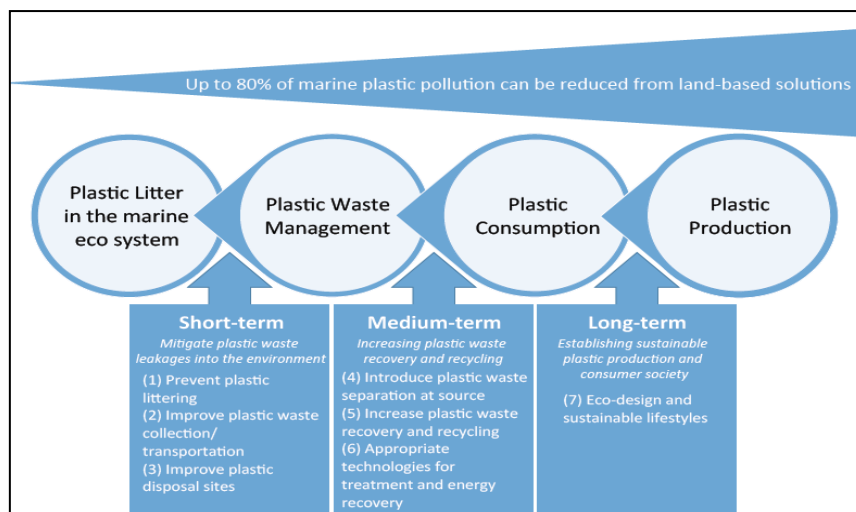 Up to 80% of marine plastic pollution can be reduced from land-based solutions
Plastic Litter
in the marine
eco system
Plastic Waste
Management
Plastic
Consumption
Plastic
Production
Short-term
Mitigate plastic waste
leakages into the environment
(1) Prevent plastic
littering
(2) Improve plastic waste
collection/
transportation
(3) Improve plastic
disposal sites
Medium-term
Increasing plastic waste
recovery and recycling
(4) Introduce plastic waste
separation at source
(5) Increase plastic waste
recovery and recycling
(6) Appropriate
technologies for
treatment and energy
recovery
Long-term
Establishing sustainable
plastic production and
consumer society
(7) Eco-design and
sustainable lifestyles